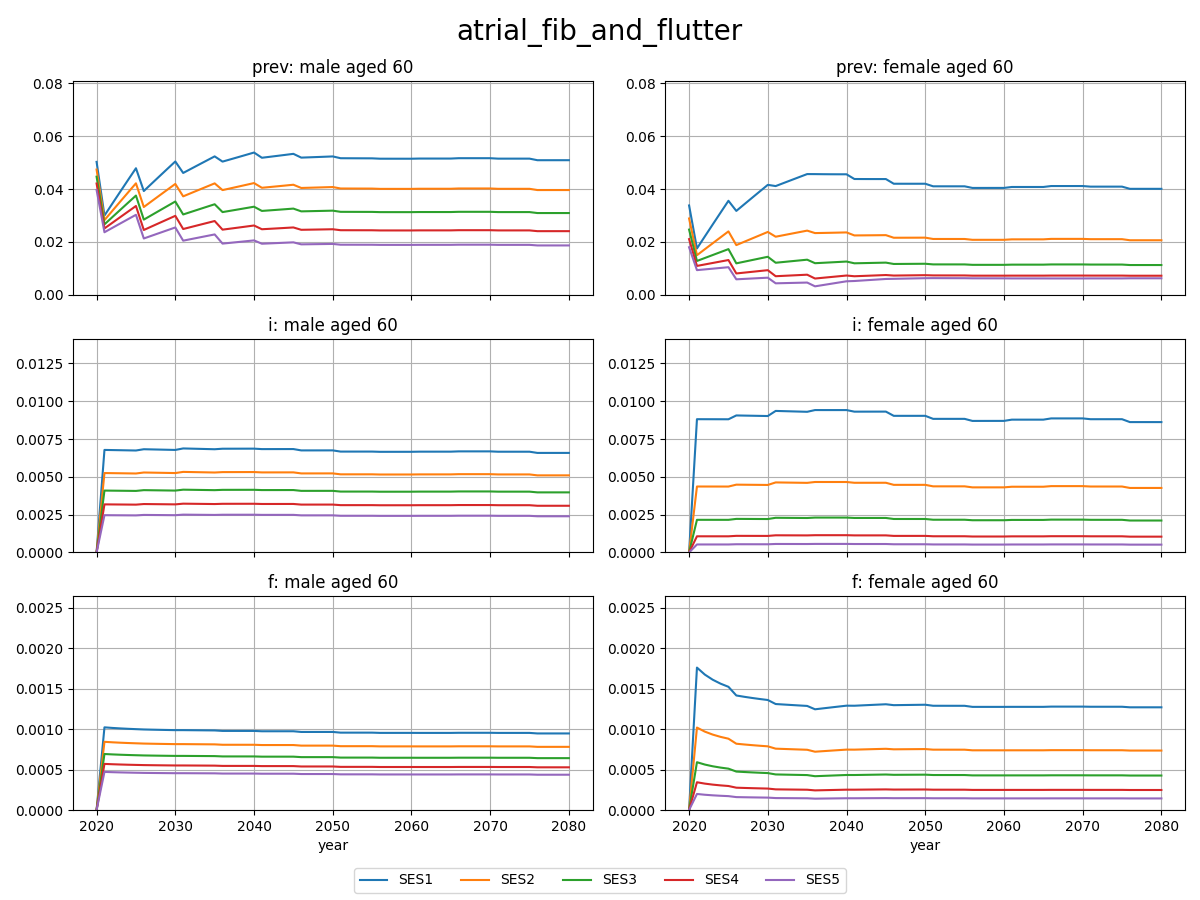 atrial_fib_and_flutter
prev: male aged 60
0.08
0.06
0.04
0.02
0.00
prev: female aged 60
0.08
0.06
0.04
0.02
0.00
i: male aged 60
0.0125
0.0100
0.0075
0.0050
0.0025
0.0000
i: female aged 60
0.0125
0.0100
0.0075
0.0050
0.0025
0.0000
f: male aged 60
0.0025
0.0020
0.0015
0.0010
0.0005
0.0000
2020 2030 2040 2050 2060 2070 2080
year
f: female aged 60
0.0025
0.0020
0.0015
0.0010
0.0005
0.0000
2020 2030 2040 2050 2060 2070 2080
year
SES1 SES2 SES3 SES4 SES5